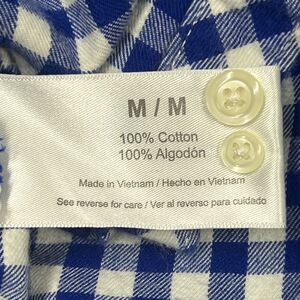 M / M
100% Cotton
100% Algodón
Made in Vietnam / Hecho en Vietnam
See reverse for care / Ver al reverso para cuidado